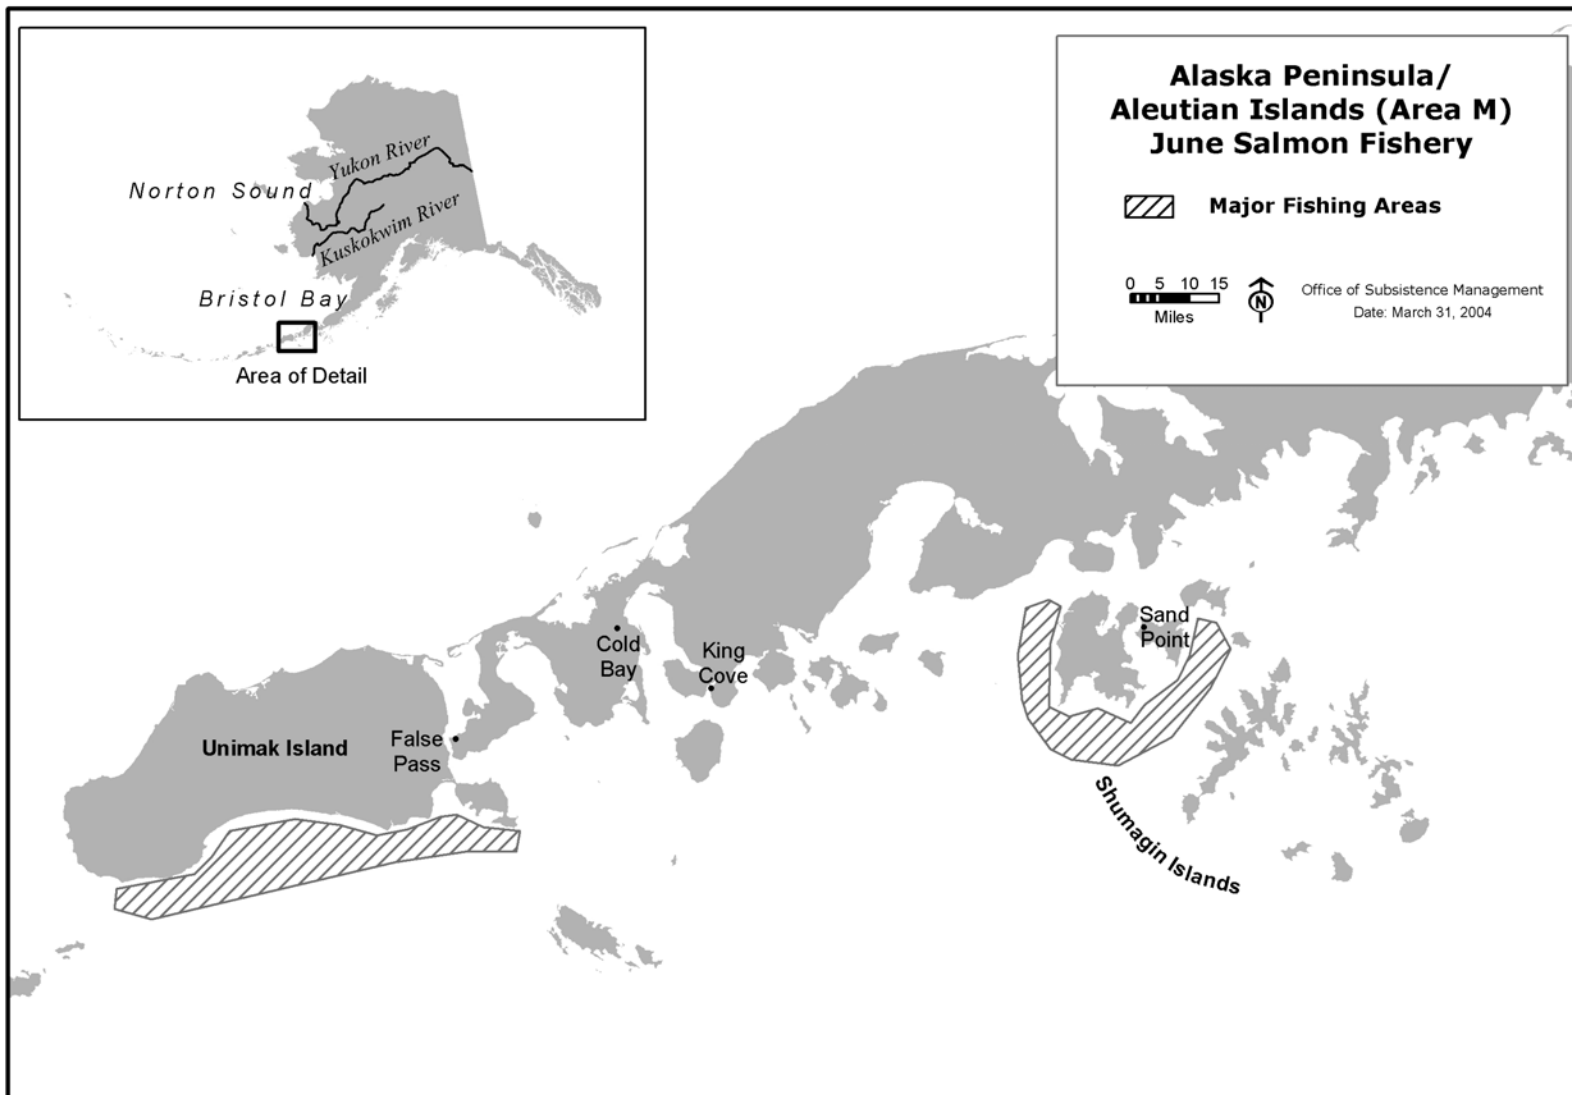 Alaska Peninsula/
Aleutian Islands (Area M)
June Salmon Fishery
Major Fishing Areas
0 5 10 15
Miles
N
Office of Subsistence Management
Date: March 31, 2004
Yukon River
Norton Sound
Kuskokwim River
Bristol Bay
Area of Detail
Sand
Point
Cold
Bay
King
Cove
False
Pass
Unimak Island
Shumagin Islands